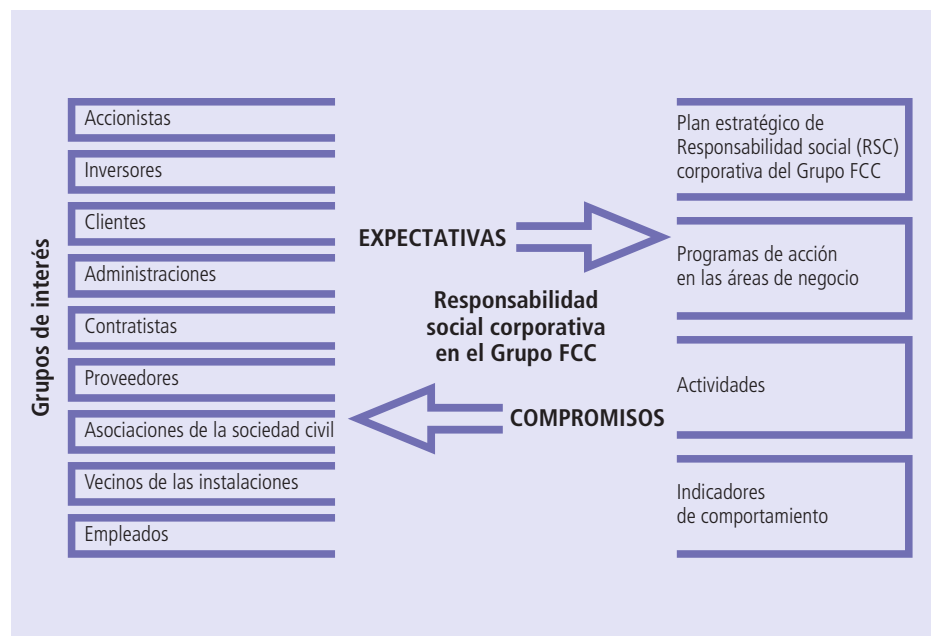 Grupos de interés
Accionistas
Inversores
Clientes
Administraciones
Contratistas
Proveedores
Asociaciones de la sociedad civil
Vecinos de las instalaciones
Empleados
EXPECTATIVAS
Responsabilidad
social corporativa
en el Grupo FCC
COMPROMISOS
Plan estratégico de
Responsabilidad social (RSC)
corporativa del Grupo FCC
Programas de acción
en las áreas de negocio
Actividades
Indicadores
de comportamiento